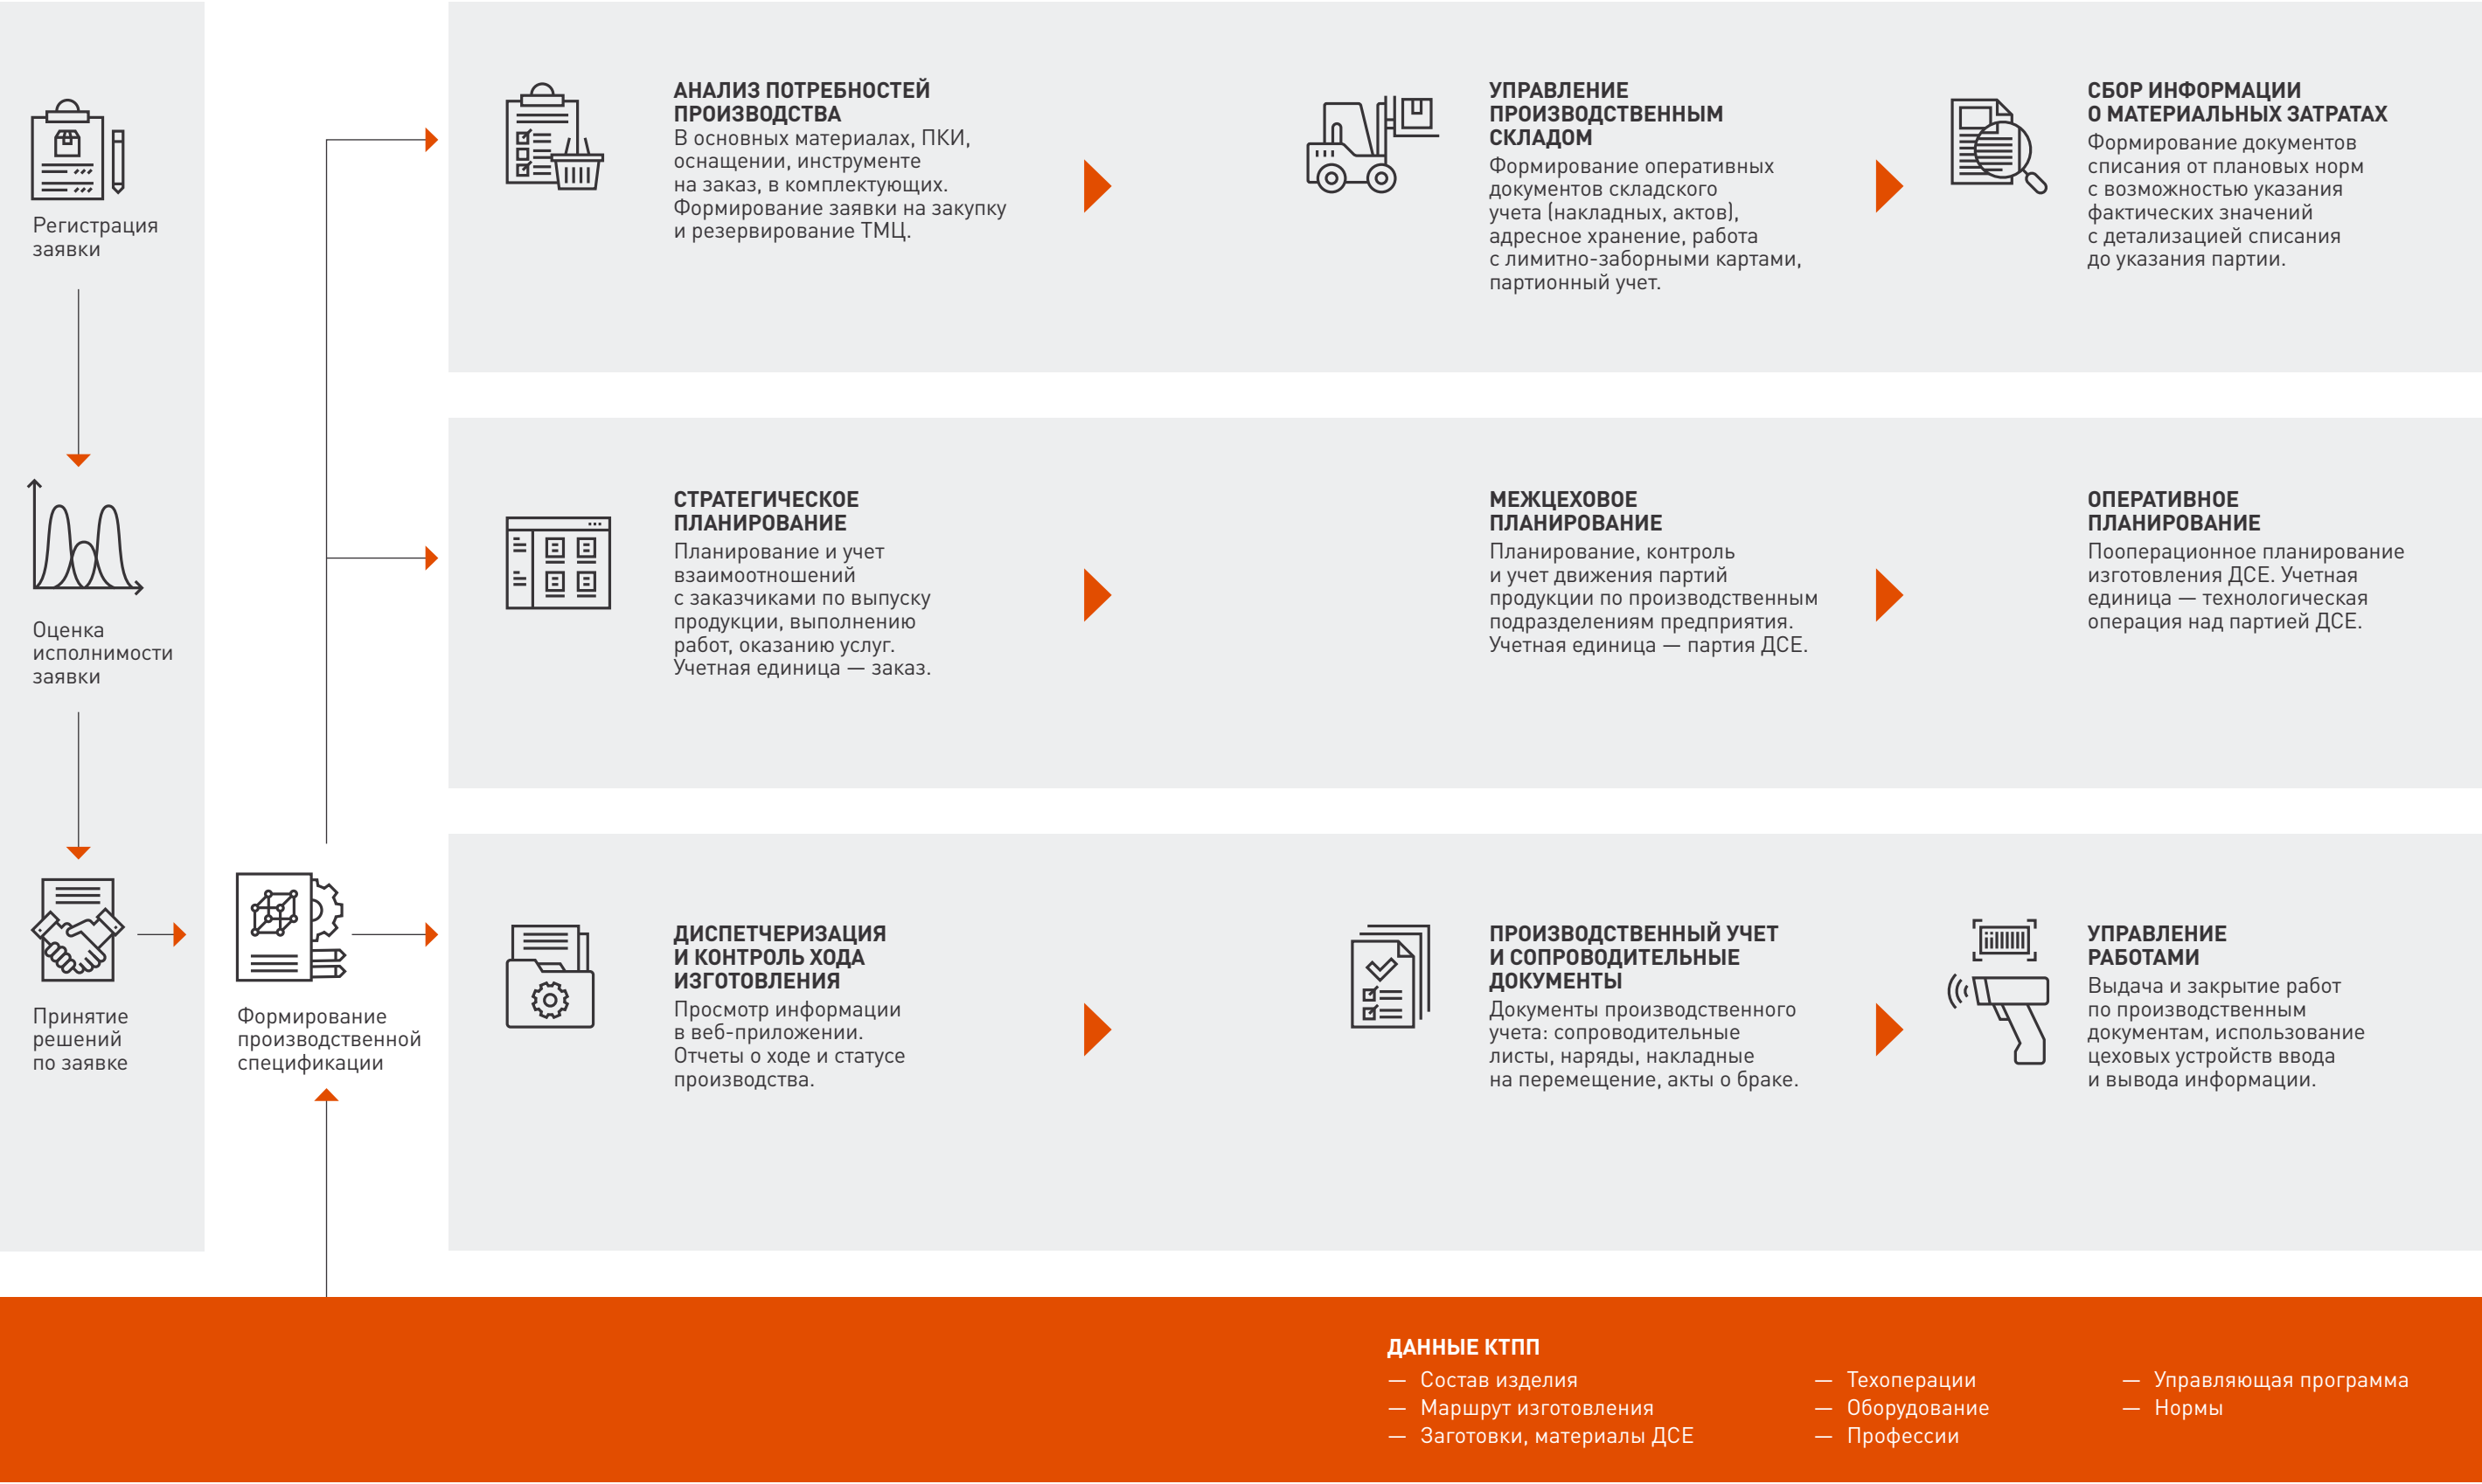 Регистрация
заявки
Оценка
исполнимости
заявки
Принятие
решений
по заявке
Формирование
производственной
спецификации
АНАЛИЗ ПОТРЕБНОСТЕЙ
ПРОИЗВОДСТВА
В основных материалах, ПКИ,
оснащении, инструменте
на заказ, в комплектующих.
Формирование заявки на закупку
и резервирование ТМЦ.
УПРАВЛЕНИЕ
ПРОИЗВОДСТВЕННЫМ
СКЛАДОМ
Формирование оперативных
документов складского
учета (накладных, актов),
адресное хранение, работа
с лимитно-заборными картами,
партионный учет.
СБОР ИНФОРМАЦИИ
О МАТЕРИАЛЬНЫХ ЗАТРАТАХ
Формирование документов
списания от плановых норм
с возможностью указания
фактических значений
с детализацией списания
до указания партии.
СТРАТЕГИЧЕСКОЕ
ПЛАНИРОВАНИЕ
Планирование и учет
взаимоотношений
с заказчиками по выпуску
продукции, выполнению
работ, оказанию услуг.
Учетная единица — заказ.
МЕЖЦЕХОВОЕ
ПЛАНИРОВАНИЕ
Планирование, контроль
и учет движения партий
продукции по производственным
подразделениям предприятия.
Учетная единица — партия ДСЕ.
ОПЕРАТИВНОЕ
ПЛАНИРОВАНИЕ
Пооперационное планирование
изготовления ДСЕ. Учетная
единица — технологическая
операция над партией ДСЕ.
ДИСПЕТЧЕРИЗАЦИЯ
И КОНТРОЛЬ ХОДА
ИЗГОТОВЛЕНИЯ
Просмотр информации
в веб-приложении.
Отчеты о ходе и статусе
производства.
ПРОИЗВОДСТВЕННЫЙ УЧЕТ
И СОПРОВОДИТЕЛЬНЫЕ
ДОКУМЕНТЫ
Документы производственного
учета: сопроводительные
листы, наряды, накладные
на перемещение, акты о браке.
УПРАВЛЕНИЕ
РАБОТАМИ
Выдача и закрытие работ
по производственным
документам, использование
цеховых устройств ввода
и вывода информации.
ДАННЫЕ КТПП
— Состав изделия
— Маршрут изготовления
— Заготовки, материалы ДСЕ
— Техоперации
— Оборудование
— Профессии
— Управляющая программа
— Нормы